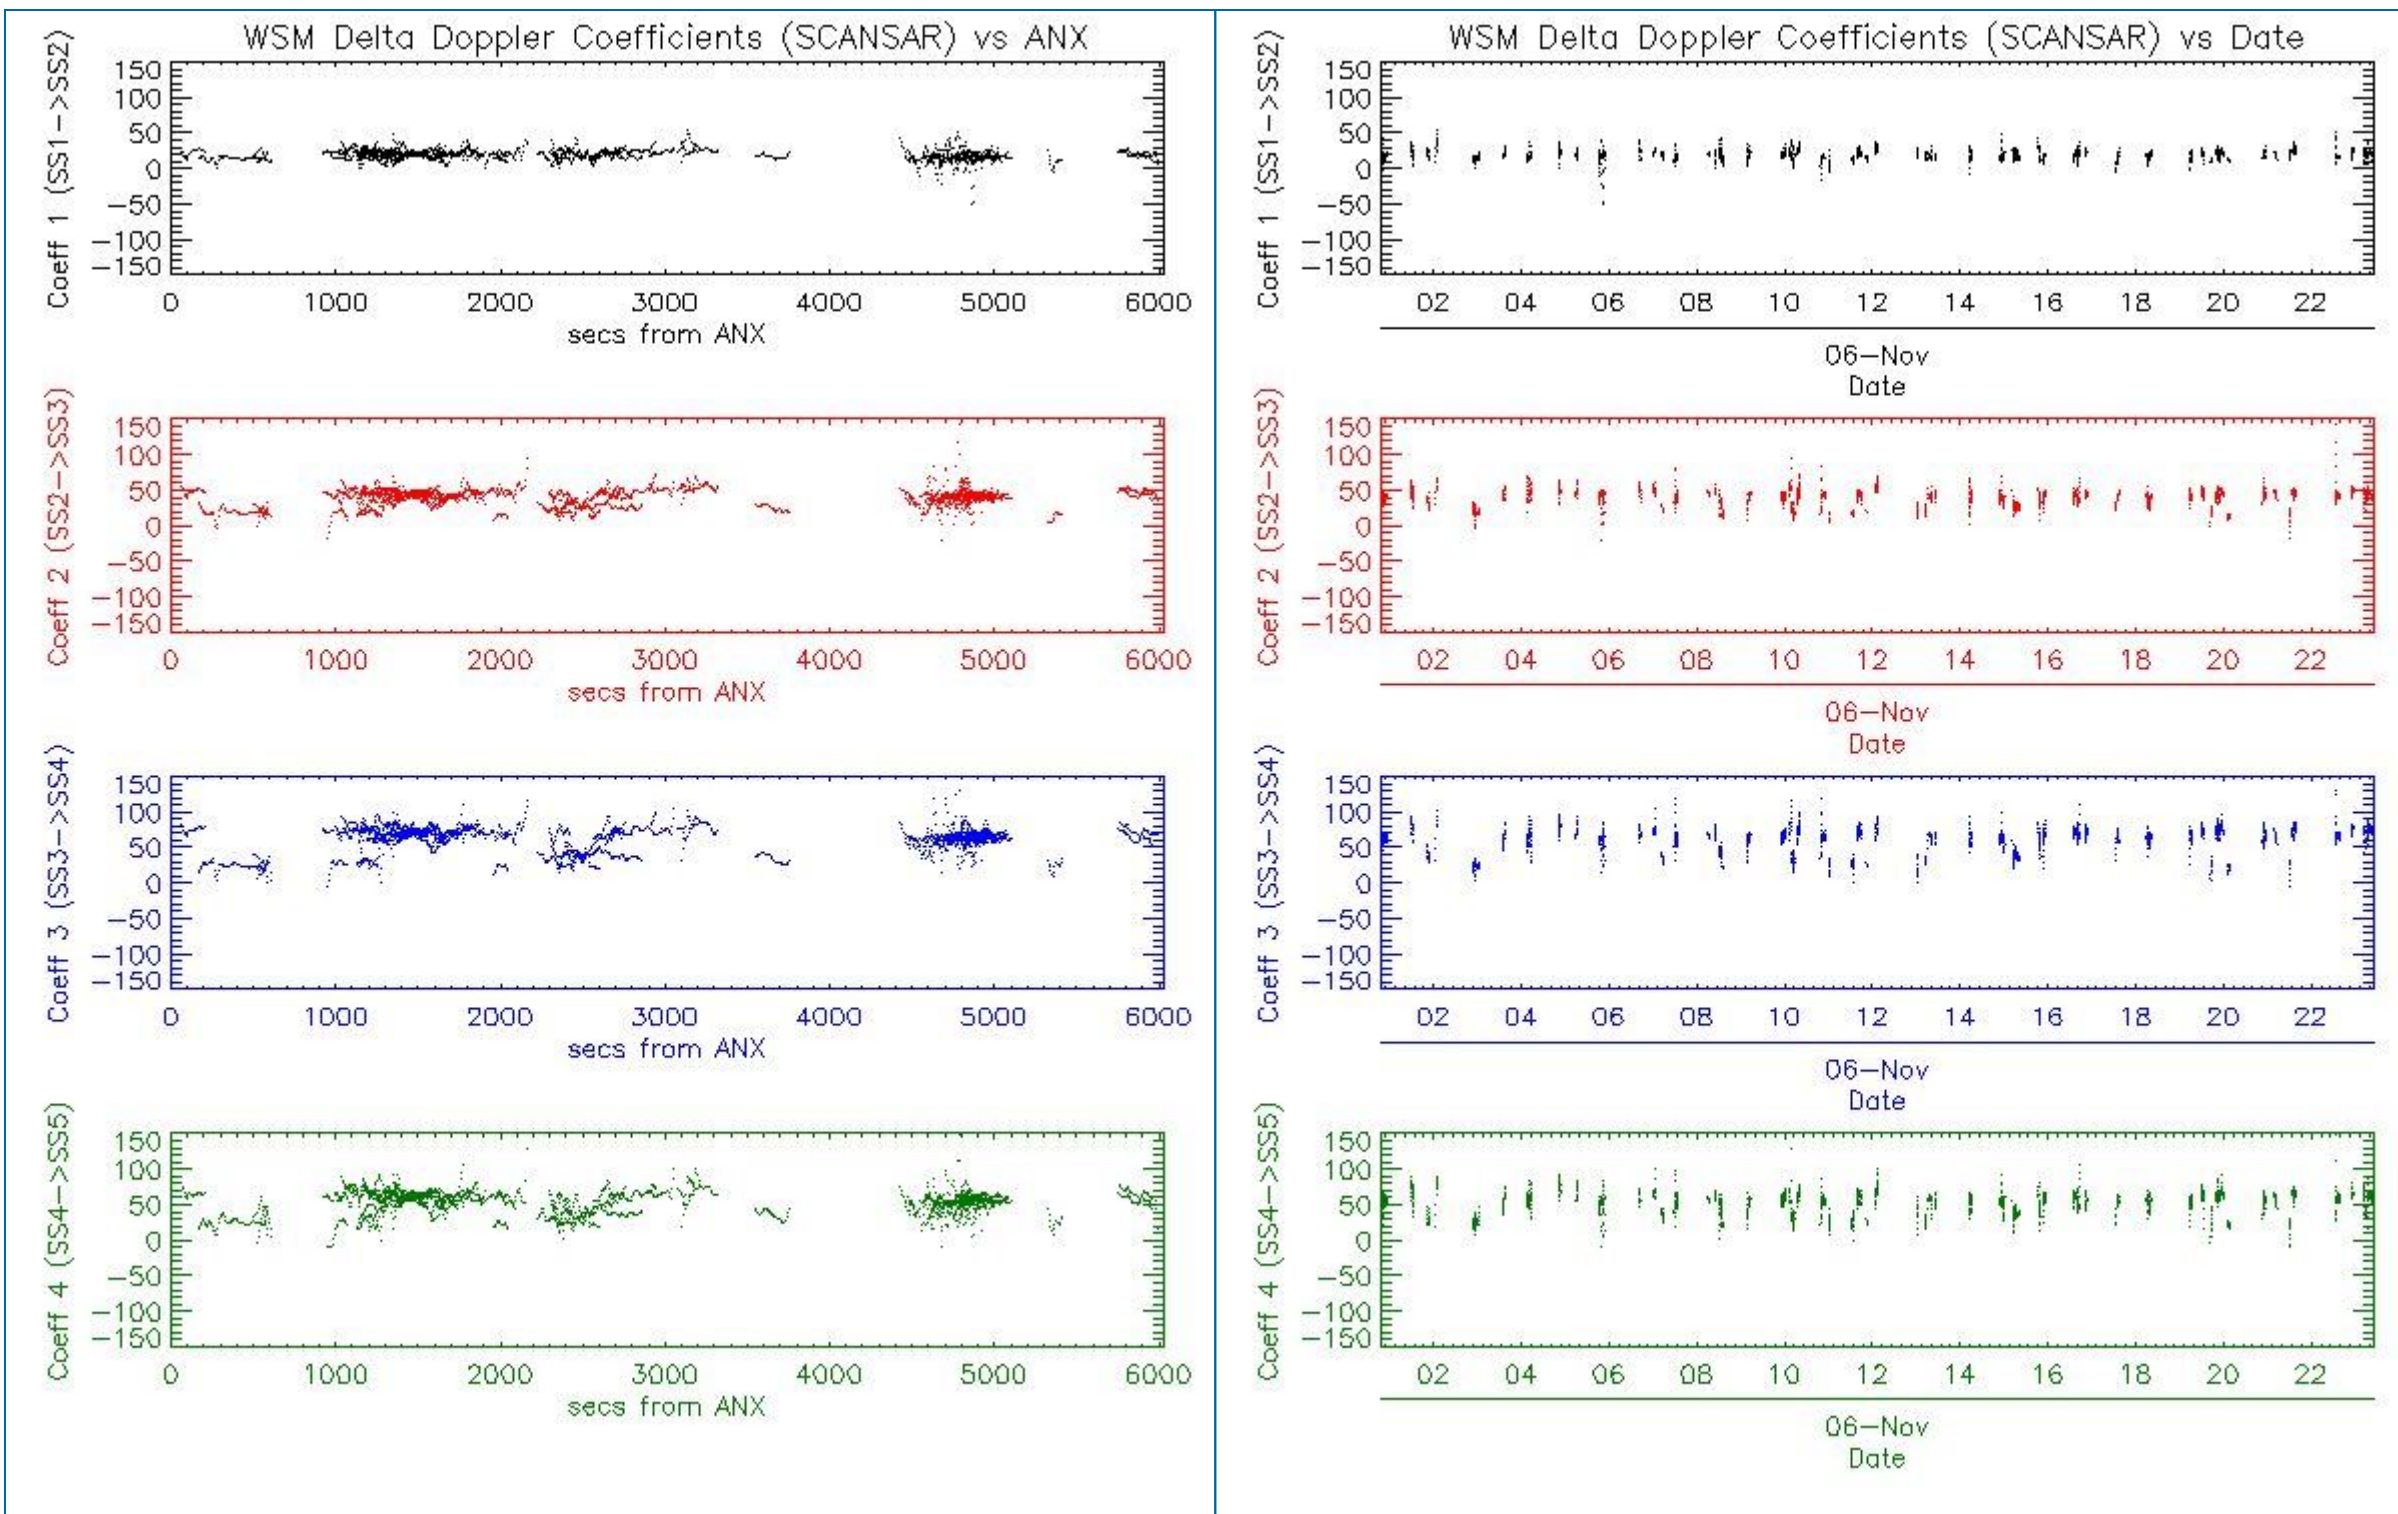 WSM Delta Doppler Coefficients (SCANSAR) vs ANX
Coeff 1 (SS1->SS2)
150
100
50
0
-50
-100
-150
0 1000 2000 3000 4000 5000 6000
secs from ANX
Coeff 2 (SS2->SS3)
150
100
50
0
-50
-100
-150
0 1000 2000 3000 4000 5000 6000
secs from ANX
Coeff 3 (SS3->SS4)
150
100
50
0
-50
-100
-150
0 1000 2000 3000 4000 5000 6000
secs from ANX
Coeff 4 (SS4->SS5)
150
100
50
0
-50
-100
-150
0 1000 2000 3000 4000 5000 6000
secs from ANX
WSM Delta Doppler Coefficients (SCANSAR) vs Date
Coeff 1 (SS1->SS2)
150
100
50
0
-50
-100
-150
02 04 06 08 10 12 14 16 18 20 22
06-Nov
Date
Coeff 2 (SS2->SS3)
150
100
50
0
-50
-100
-150
02 04 06 08 10 12 14 16 18 20 22
06-Nov
Date
Coeff 3 (SS3->SS4)
150
100
50
0
-50
-100
-150
02 04 06 08 10 12 14 16 18 20 22
06-Nov
Date
Coeff 4 (SS4->SS5)
150
100
50
0
-50
-100
-150
02 04 06 08 10 12 14 16 18 20 22
06-Nov
Date